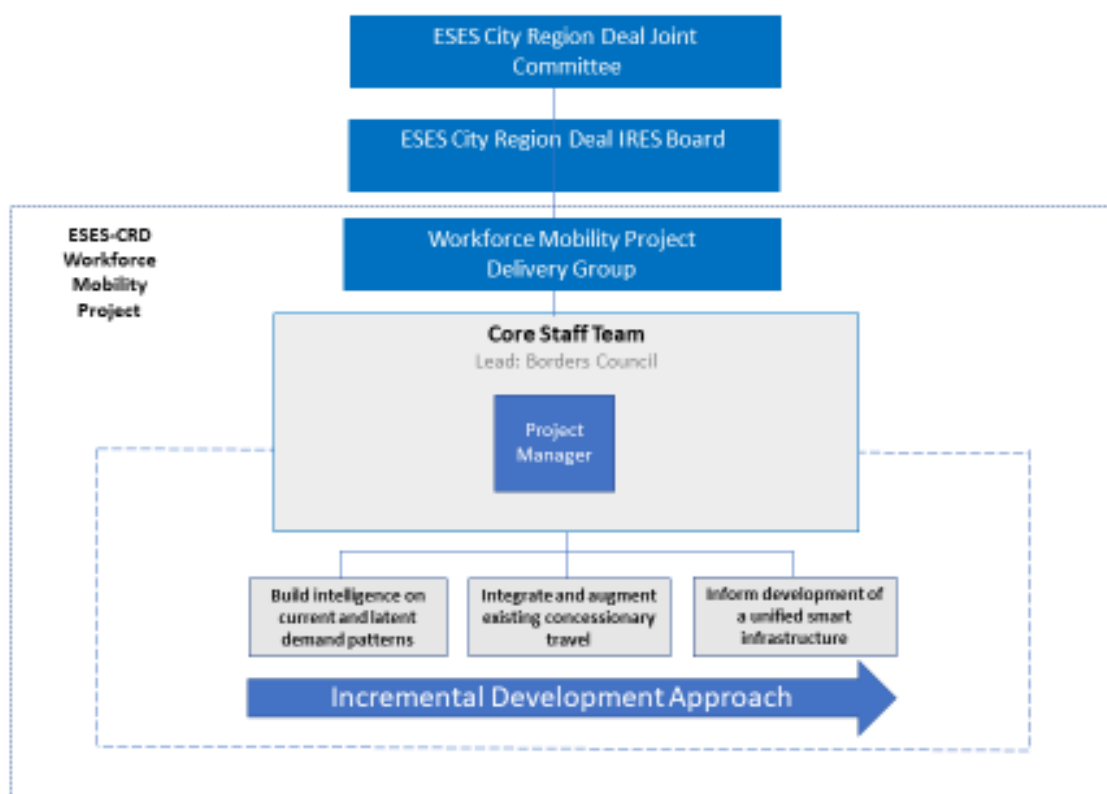 ESES City Region Deal Joint
Committee
ESES City Region Deal IRES Board
ESES-CRD
Workforce
Mobility
Project
Workforce Mobility Project
Delivery Group
Core Staff Team
Lead: Borders Council
Project
Manager
Build intelligence on
current and latent
demand patterns
Integrate and augment
existing concessionary
travel
Inform development of
a unified smart
infrastructure
Incremental Development Approach